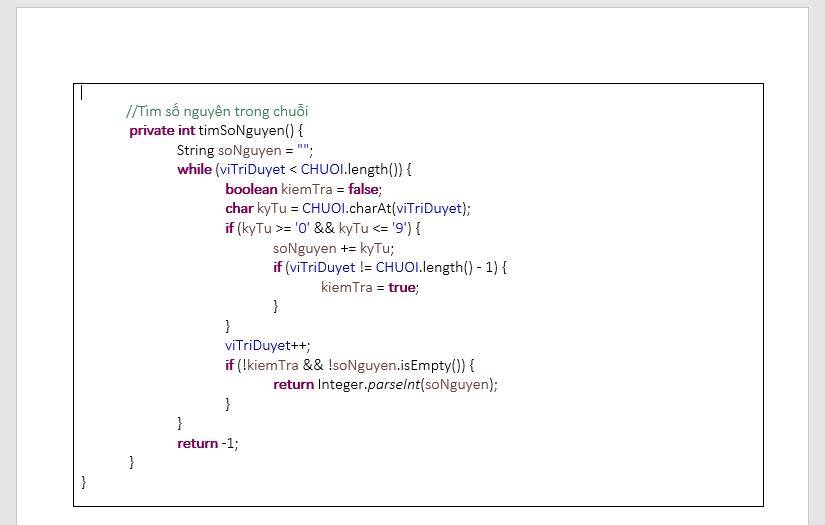 //Tìm số nguyên trong chuỗi
private int timSoNguyen() {
String soNguyen = "";
while (viTriDuyet < CHUOI.length()) {
boolean kiemTra = false;
char kyTu = CHUOI.charAt(viTriDuyet);
if (kyTu >= '0' && kyTu <= '9') {
soNguyen += kyTu;
if (viTriDuyet != CHUOI.length() - 1) {
kiemTra = true;
}
}
viTriDuyet++;
if (!kiemTra && !soNguyen.isEmpty()) {
return Integer.parseInt(soNguyen);
}
}
return -1;
}
}